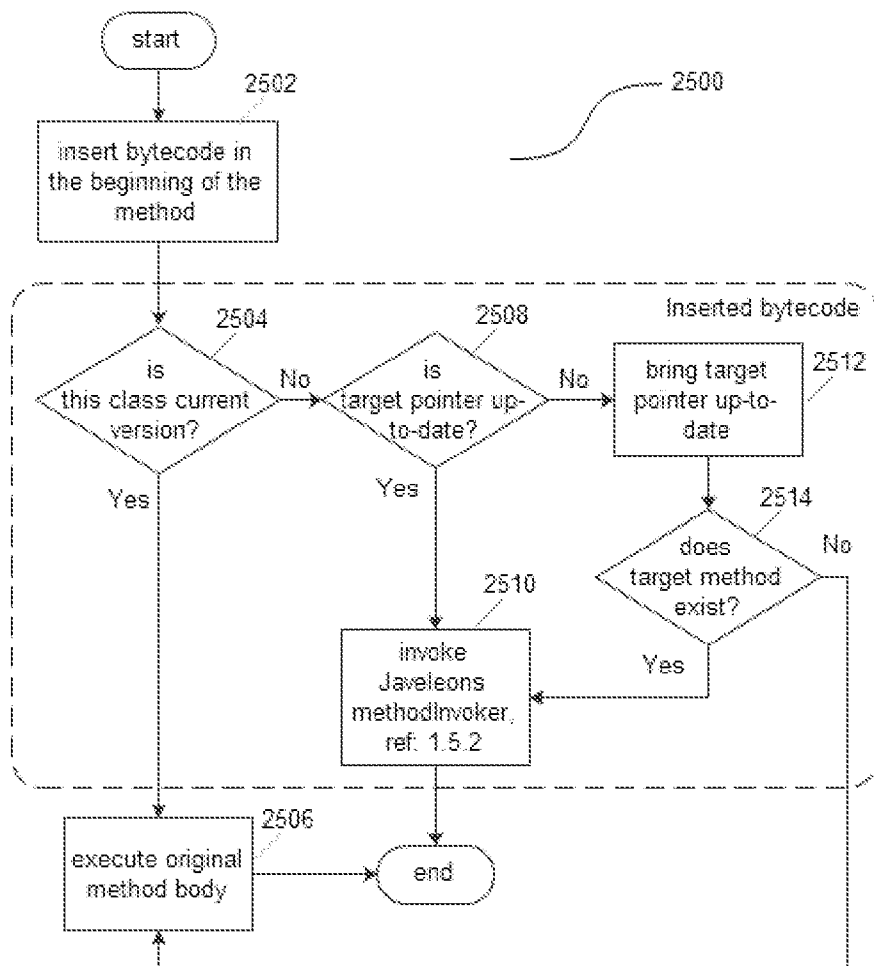 start
2502
2500
insert bytecode in
the beginning of the
method
Inserted bytecode
2504
2508
is
this class current
version?
No
is
target pointer up-
to-date?
No
bring target
pointer up-to-
date
2512
Yes
Yes
2514
does
target method
exist?
No
2510
invoke
Javeleons
methodInvoker,
ref: 1.5.2
Yes
2506
execute original
method body
end